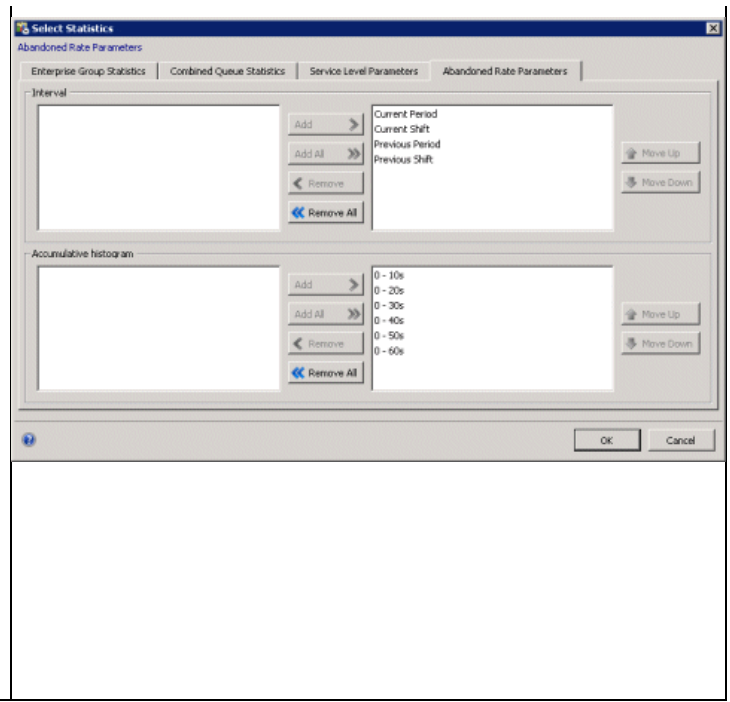 Select Statistics
Abandoned Rate Parameters
Enterprise Group Statistics
Combined Queue Statistics
Service Level Parameters
Abandoned Rate Parameters
Interval
Add
Add All
Remove
Remove All
Current Period
Current Shift
Previous Period
Previous Shift
Move Up
Move Down
Accumulative histogram
Add
Add All
Remove
Remove All
0 - 10s
0 - 20s
0 - 30s
0 - 40s
0 - 50s
0 - 60s
Move Up
Move Down
OK
Cancel